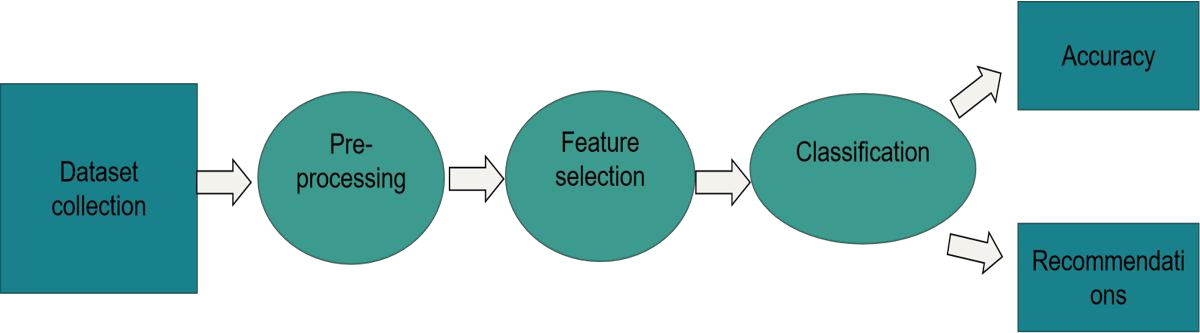 Dataset
collection
Pre-
processing
Feature
selection
Classification
Accuracy
Recommendati
ons